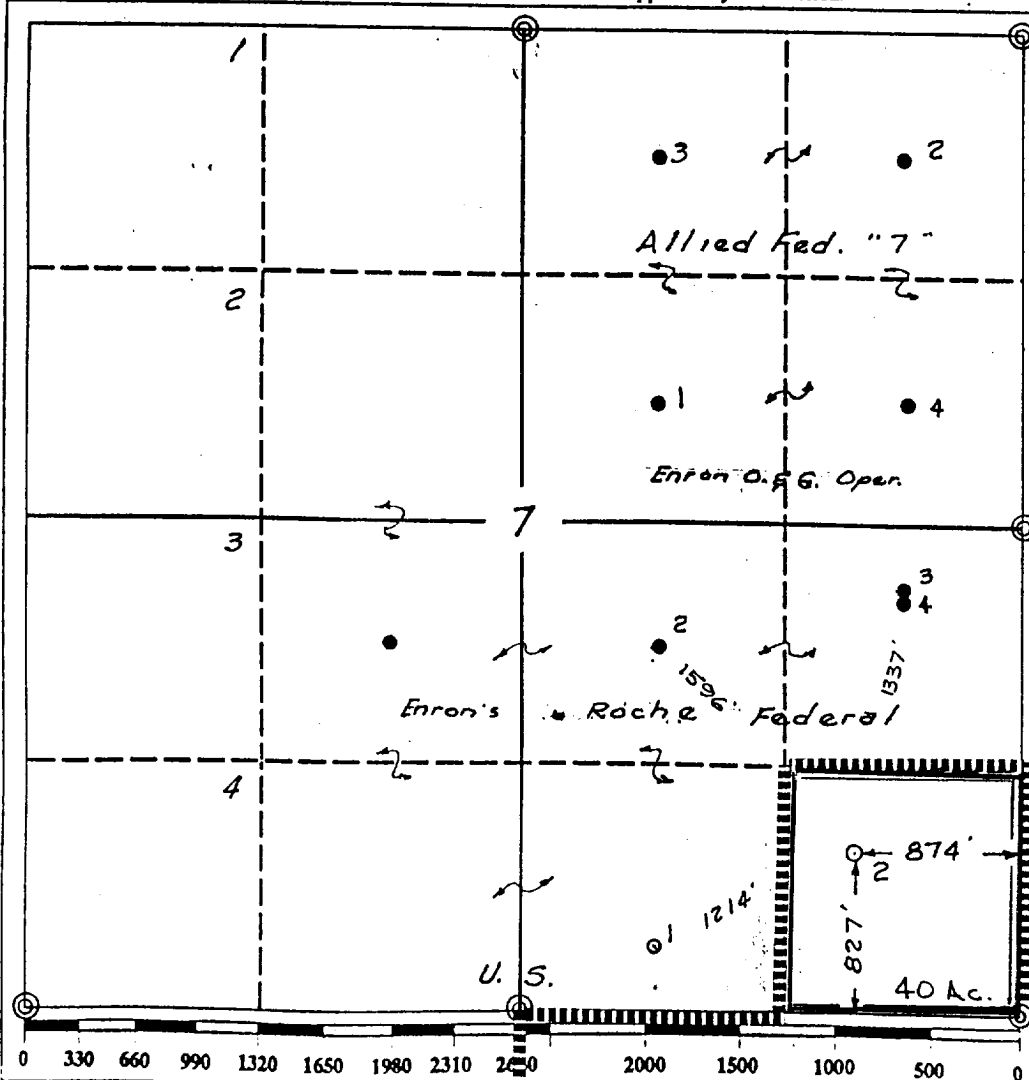 1
3 2
Allied Fed. "7"
2
1 4
Enron O. & G. Oper.
7
3
3
4
2
1596'
1337'
Enron's Roche Federal
4
874'
2
1214'
1
827'
U. S.
40 Ac.
0 330 660 990 1320 1650 1980 2310 2000 1500 1000 500 0